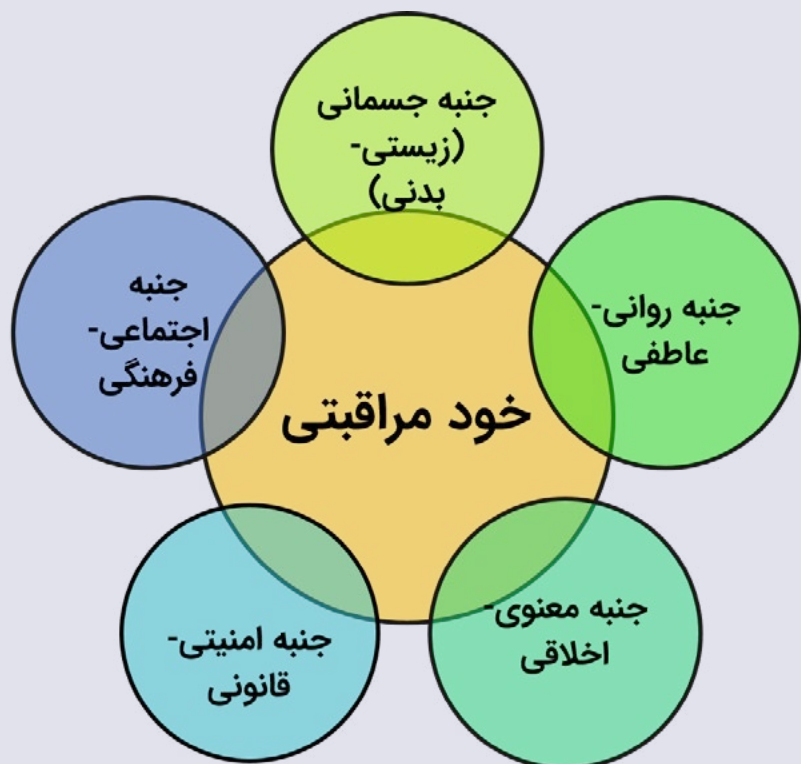 جنبه جسمانی
(زیستی-
بدنی)
جنبه روانی-
عاطفی
جنبه
اجتماعی-
فرهنگی
خود مراقبتی
جنبه معنوی-
اخلاقی
جنبه امنیتی-
قانونی